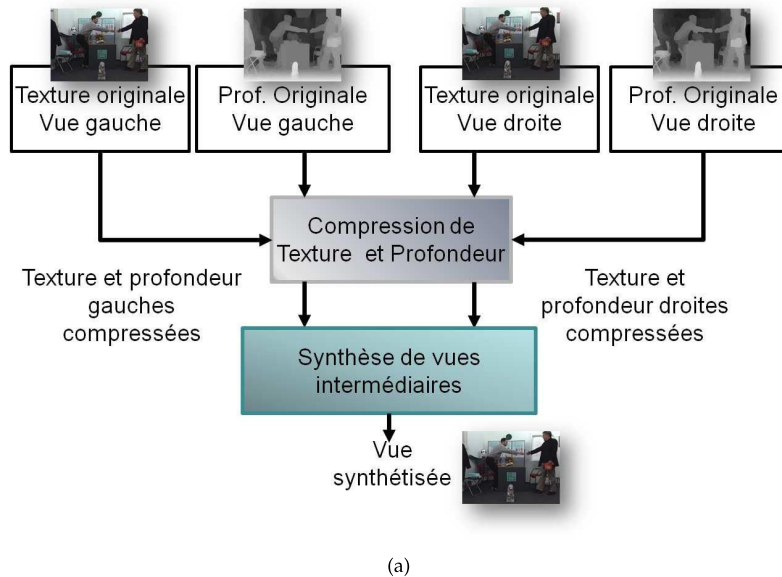 Texture originale
Vue gauche
Prof. Originale
Vue gauche
Texture originale
Vue droite
Prof. Originale
Vue droite
Compression de
Texture et Profondeur
Texture et profondeur
gauches
compressées
Texture et
profondeur droites
compressées
Synthèse de vues
intermédiaires
Vue
synthétisée
(a)